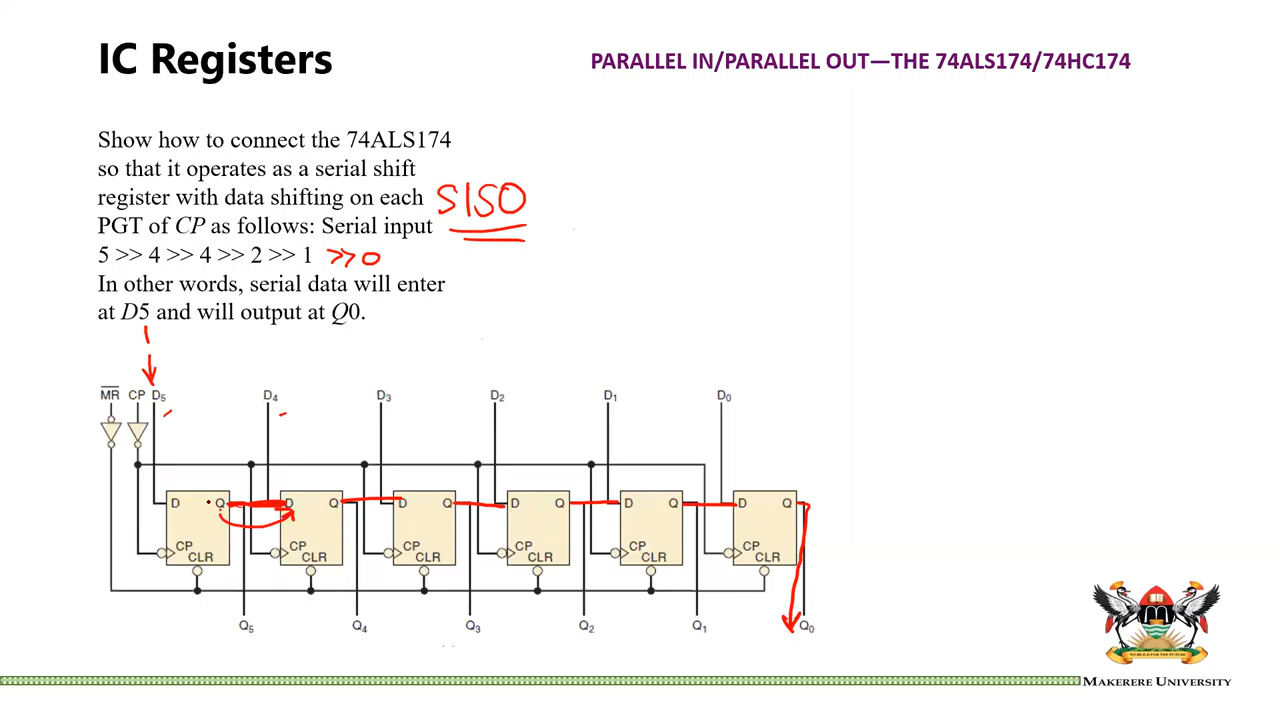 IC Registers
PARALLEL IN/PARALLEL OUT—THE 74ALS174/74HC174
Show how to connect the 74ALS174
so that it operates as a serial shift
register with data shifting on each
PGT of CP as follows: Serial input
5 >> 4 >> 4 >> 2 >> 1 >> 0
In other words, serial data will enter
at D5 and will output at Q0.
SISO
MR CP D5 D4 D3 D2 D1 D0
D Q D Q D Q D Q D Q D Q
CP CP CP CP CP CP
CLR CLR CLR CLR CLR CLR
Q5 Q4 Q3 Q2 Q1 Q0
MAKERERE UNIVERSITY